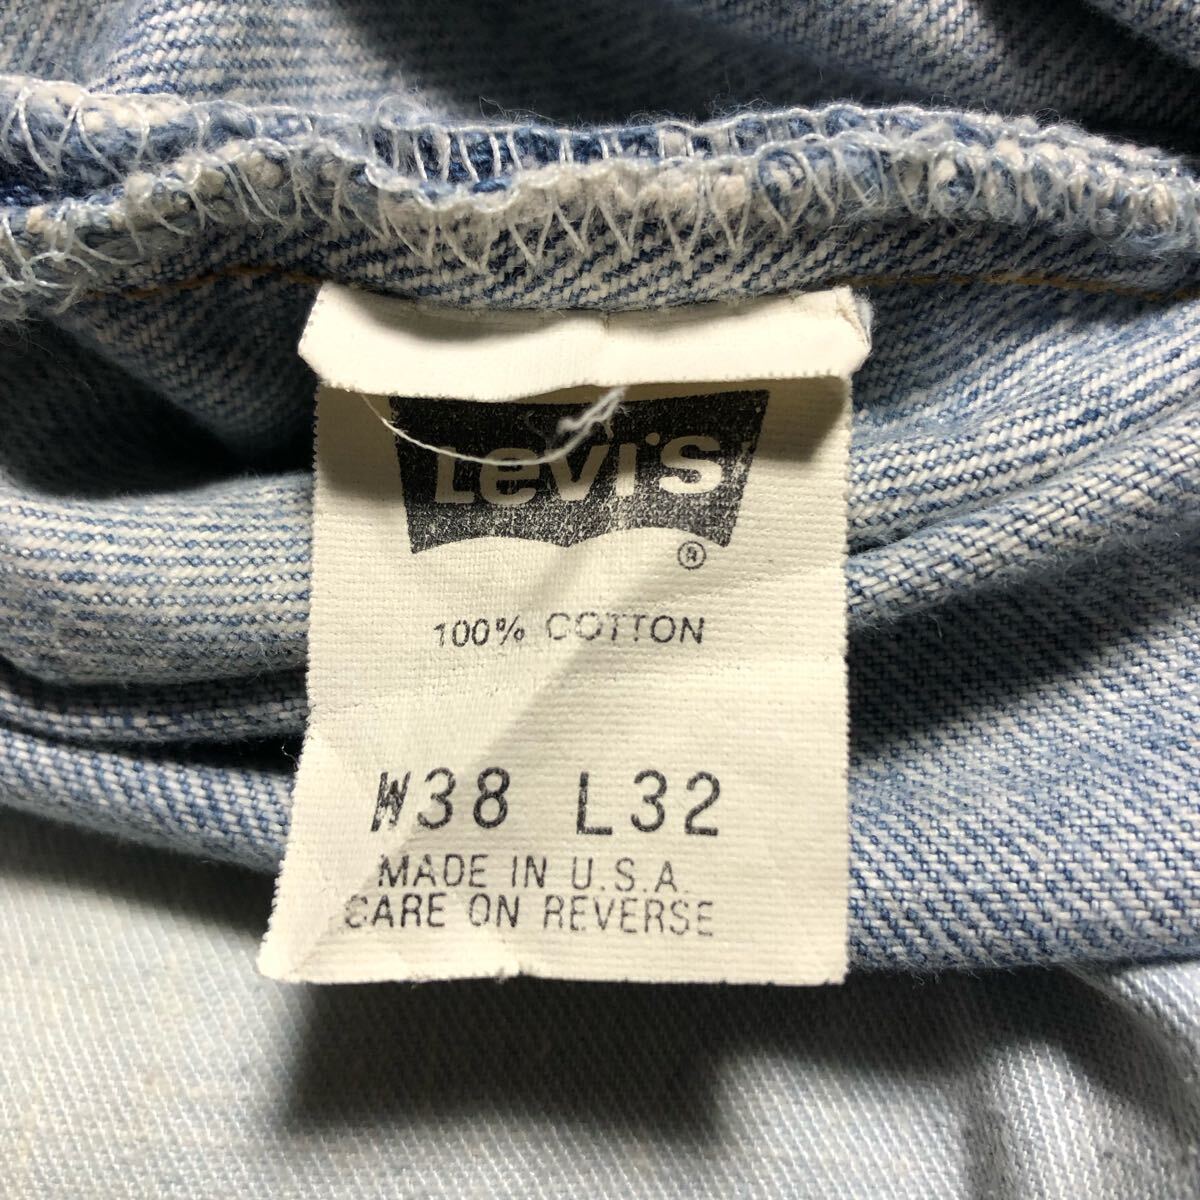 Levi's
®
100% COTTON
W38 L32
MADE IN U.S.A.
CARE ON REVERSE